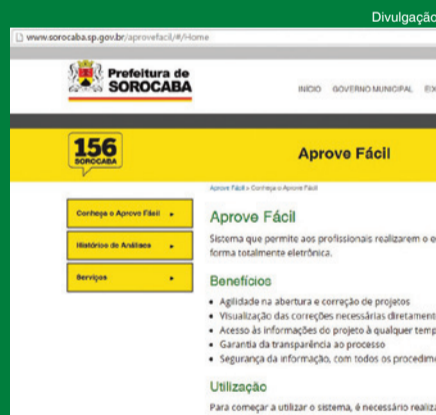 Divulgação
www.sorocaba.sp.gov.br/aprovefacil/#/Home
Prefeitura de
SOROCABA
INÍCIO GOVERNO MUNICIPAL
156
SOROCABA
Aprove Fácil
Aprove Fácil > Conheça o Aprove Fácil
Conheça o Aprove Fácil
Histórico de Análises
Serviços
Aprove Fácil
Sistema que permite aos profissionais realizarem o
forma totalmente eletrônica.
Benefícios
• Agilidade na abertura e correção de projetos
• Visualização das correções necessárias diretament
• Acesso às informações do projeto à qualquer temp
• Garantia da transparência ao processo
• Segurança da informação, com todos os procedim
Utilização
Para começar a utilizar o sistema, é necessário realiz